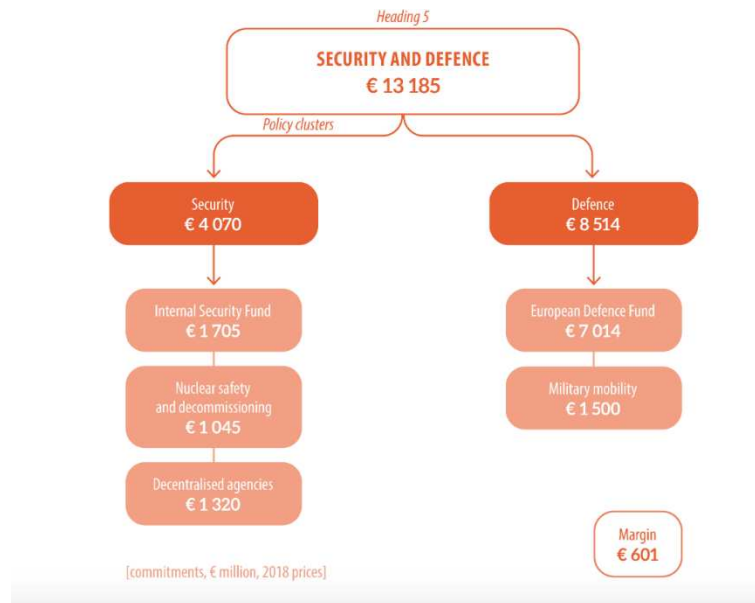 Heading 5
SECURITY AND DEFENCE
€ 13 185
Policy clusters
Security
€ 4 070
Defence
€ 8 514
Internal Security Fund
€ 1 705
European Defence Fund
€ 7 014
Nuclear safety
and decommissioning
€ 1 045
Military mobility
€ 1 500
Decentralised agencies
€ 1 320
Margin
€ 601
[commitments, € million, 2018 prices]